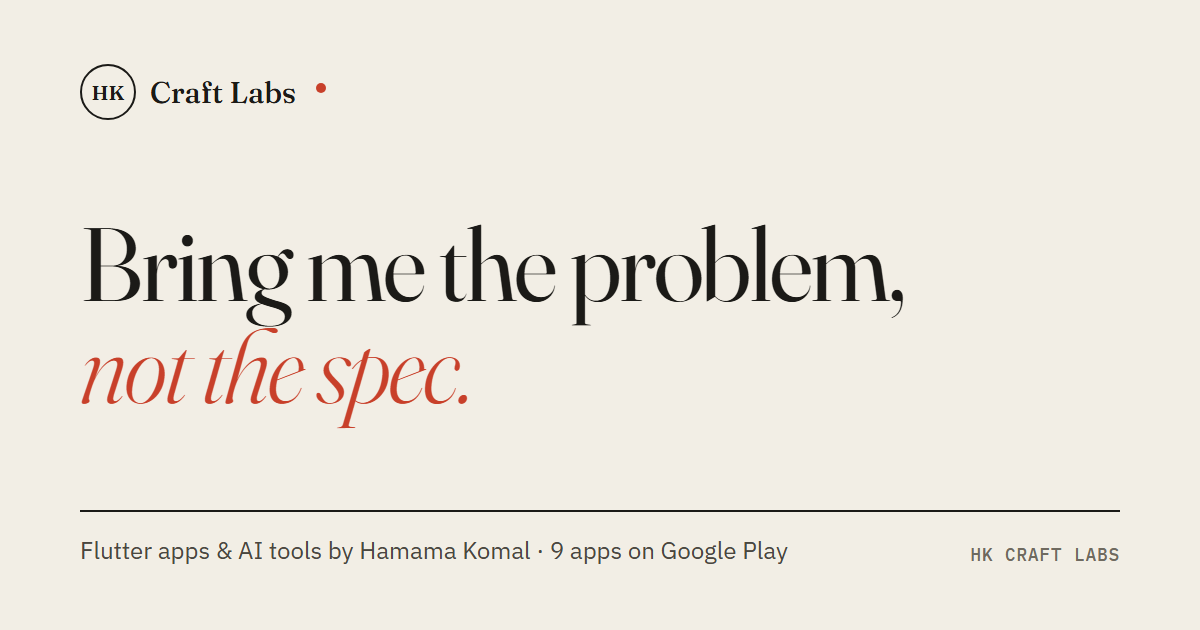 HK Craft Labs
Bring me the problem,
not the spec.
Flutter apps & AI tools by Hamama Komal · 9 apps on Google Play
HK CRAFT LABS